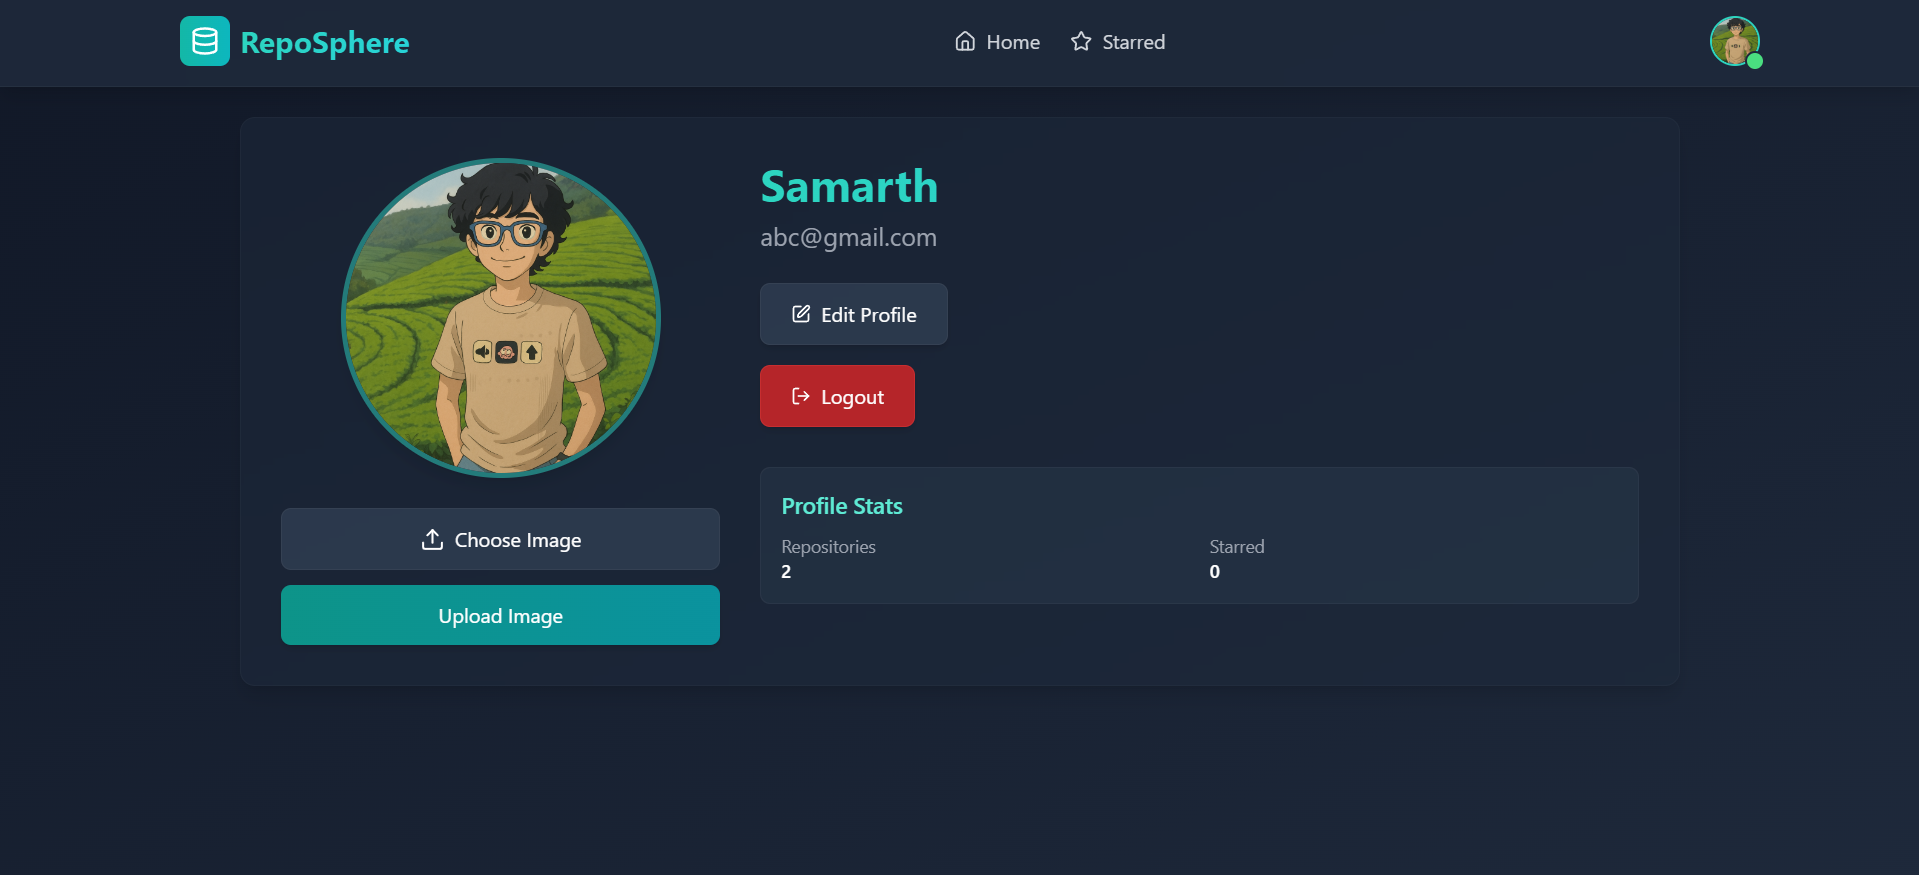 RepoSphere
Home
Starred
Samarth
abc@gmail.com
Edit Profile
Logout
Choose Image
Upload Image
Profile Stats
Repositories
Starred
2
0